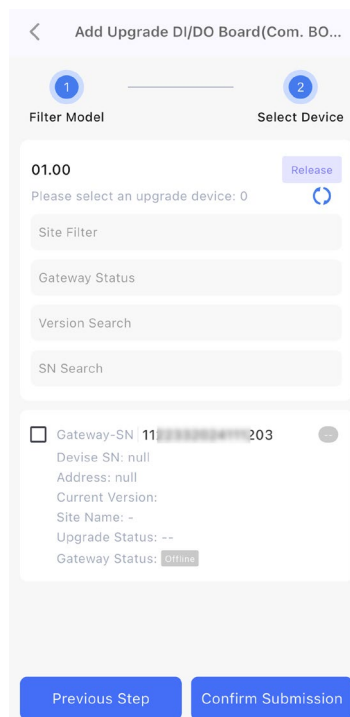 Add Upgrade DI/DO Board(Com. BO...
1
2
Filter Model
Select Device
01.00
Release
Please select an upgrade device: 0
Site Filter
Gateway Status
Version Search
SN Search
Gateway-SN 11 203
--
Devise SN: null
Address: null
Current Version:
Site Name: -
Upgrade Status: --
Gateway Status: Offline
Previous Step
Confirm Submission